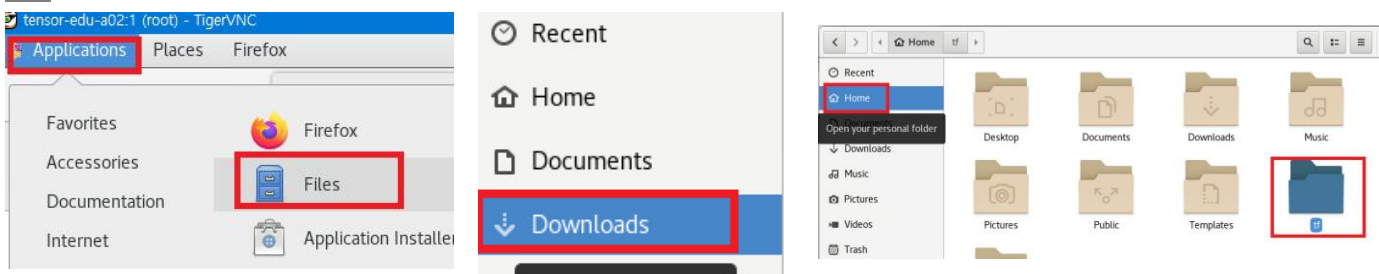 tensor-edu-a02:1 (root) - TigerVNC
Applications Places Firefox
Favorites
Accessories
Documentation
Internet
Firefox
Files
Application Installer
Recent
Home
Documents
Downloads
Home tf
Recent
Home
Open your personal folder
Downloads
Music
Pictures
Videos
Trash
Desktop Documents Downloads Music
Pictures Public Templates tf